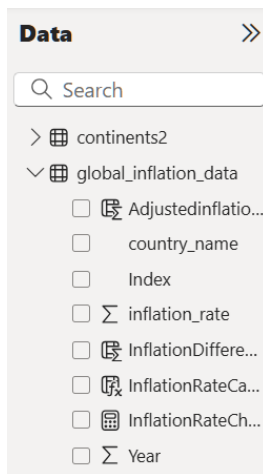 Data
Search
continents2
global_inflation_data
Adjustedinflatio...
country_name
Index
Σ inflation_rate
InflationDiffere...
InflationRateCa...
InflationRateCh...
Σ Year